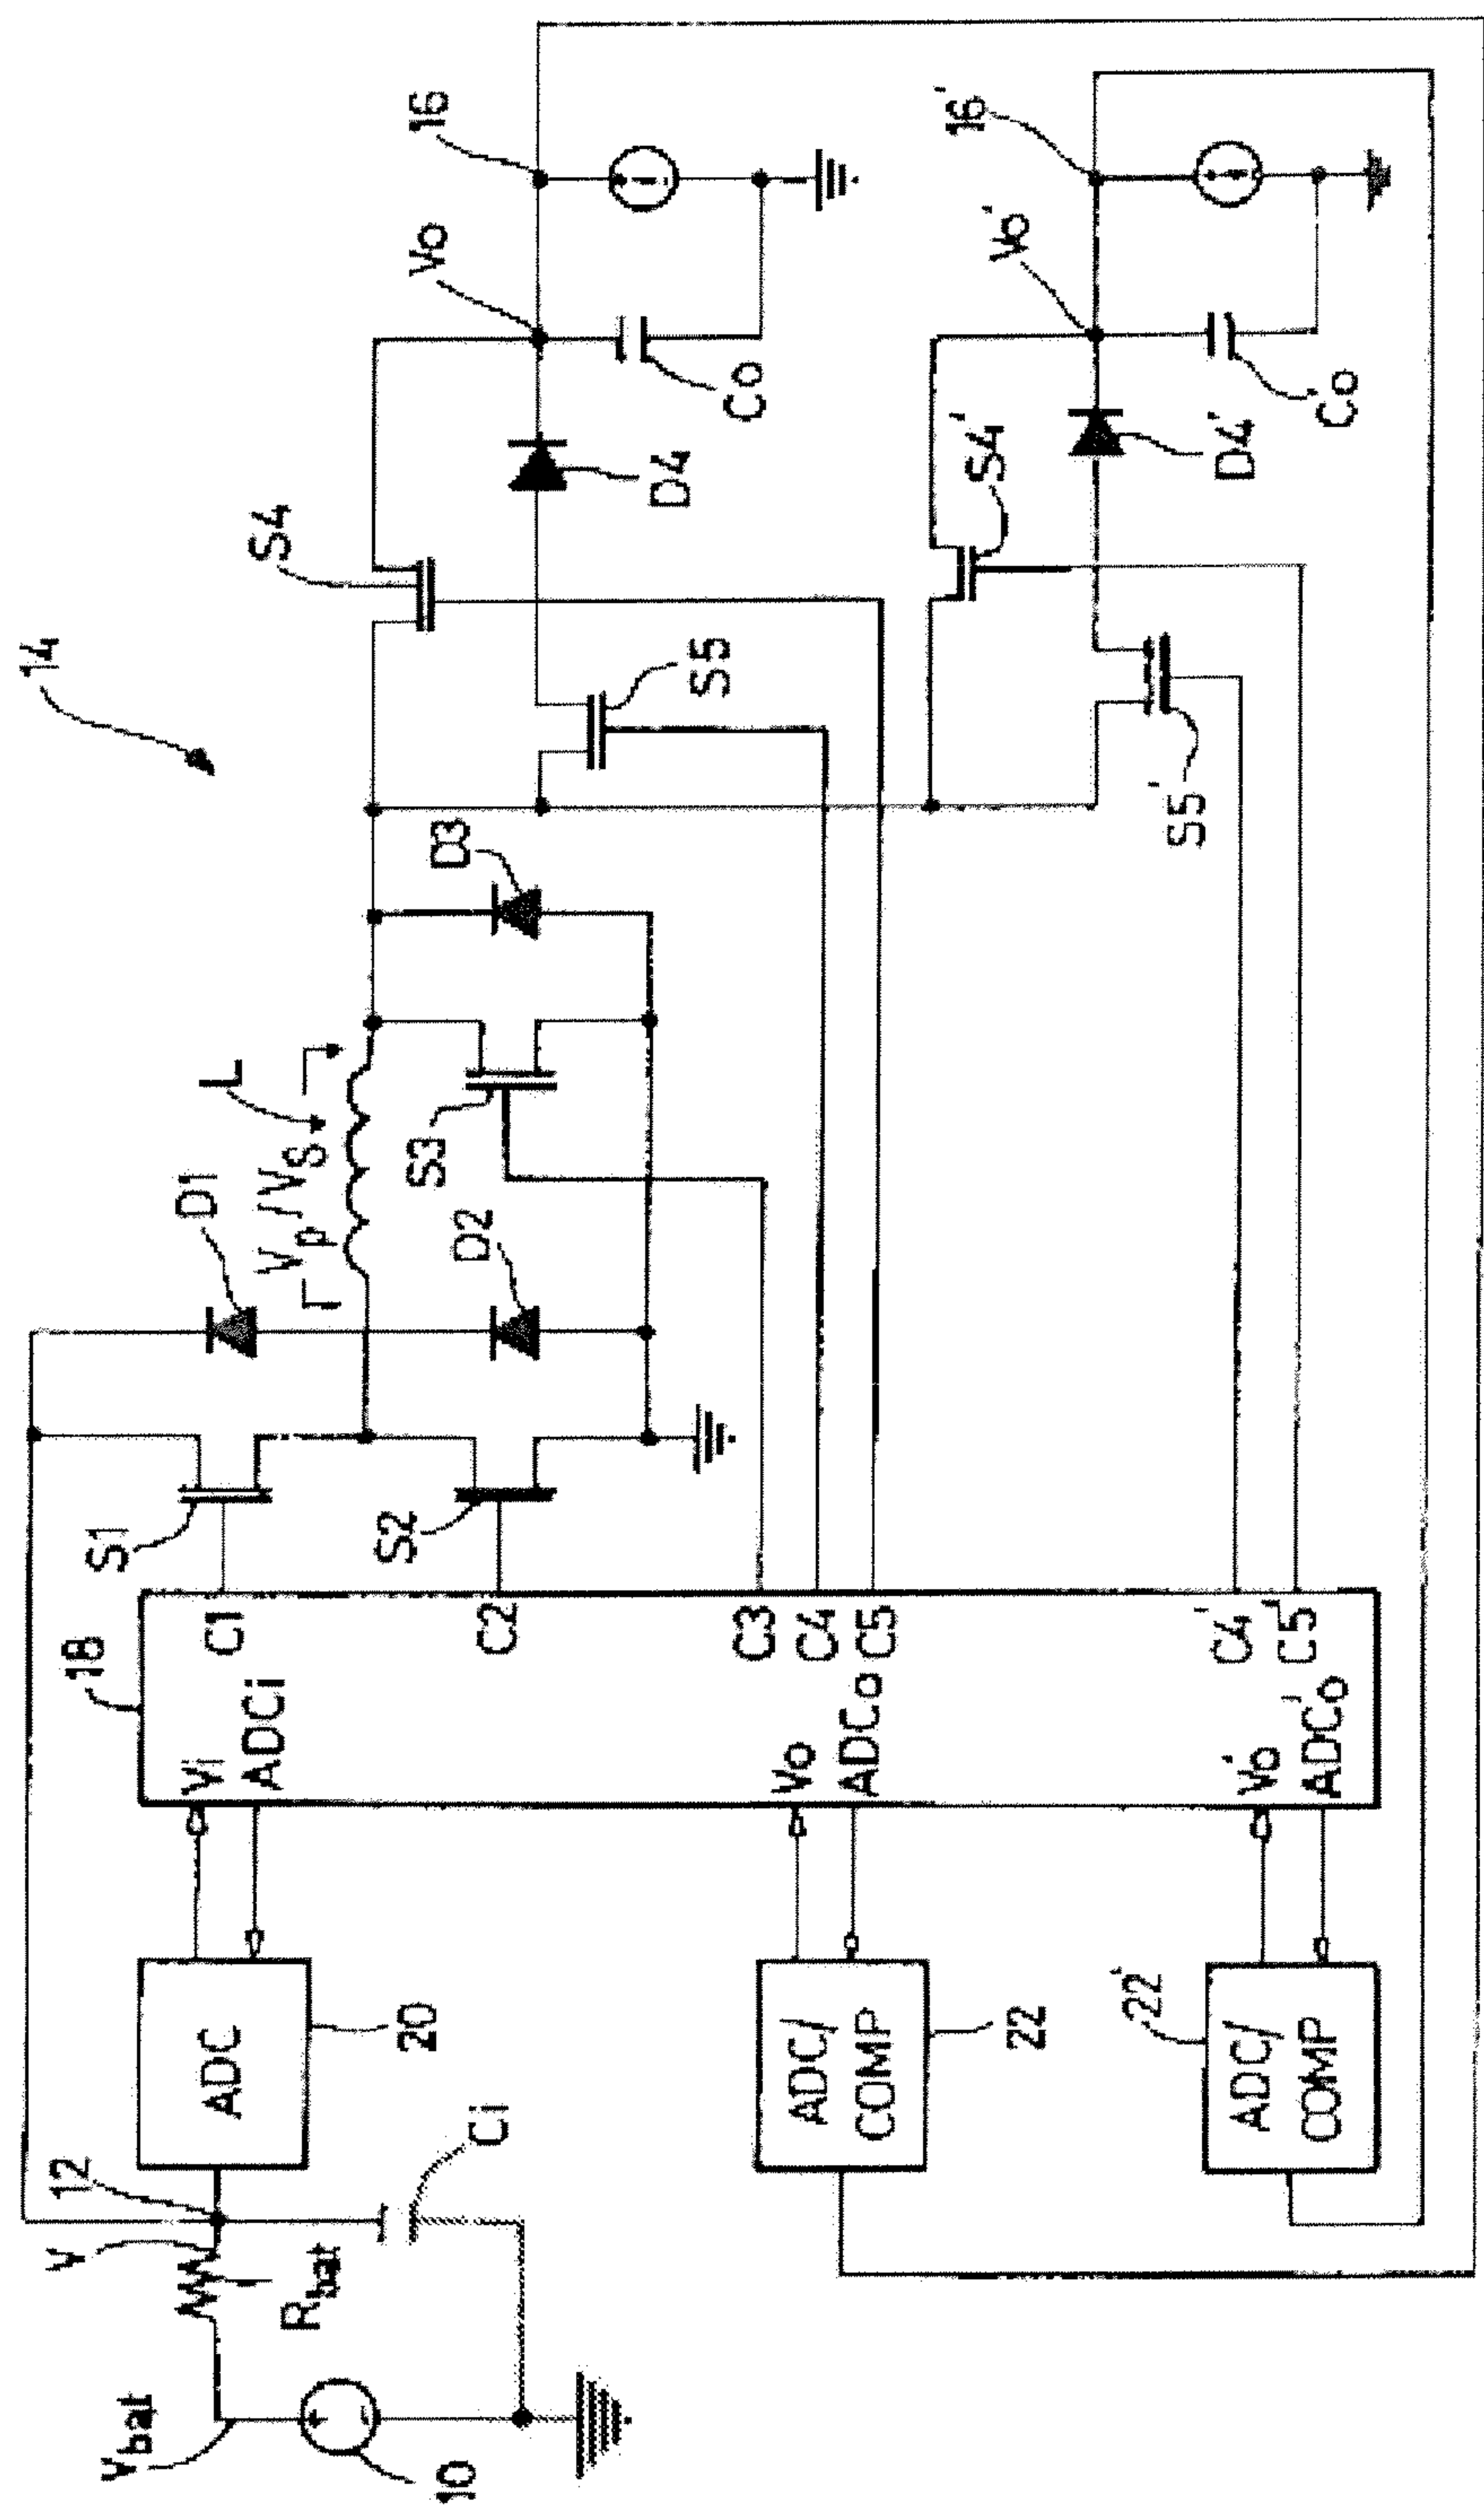 14
18
S1
D1
Vp/Vs
L
D2
S2
S3
D3
S4
S5
D4
Vo
16
Co
S4'
S5'
D4'
Vo'
16'
Co'
Vbat
10
Rbat
V
12
Ci
ADC
20
Vi
ADCi
C1
C2
C3
C4
C5
C4'
C5'
Vo
ADCo
Vo'
ADCo'
ADC/
COMP
22
ADC/
COMP
22'